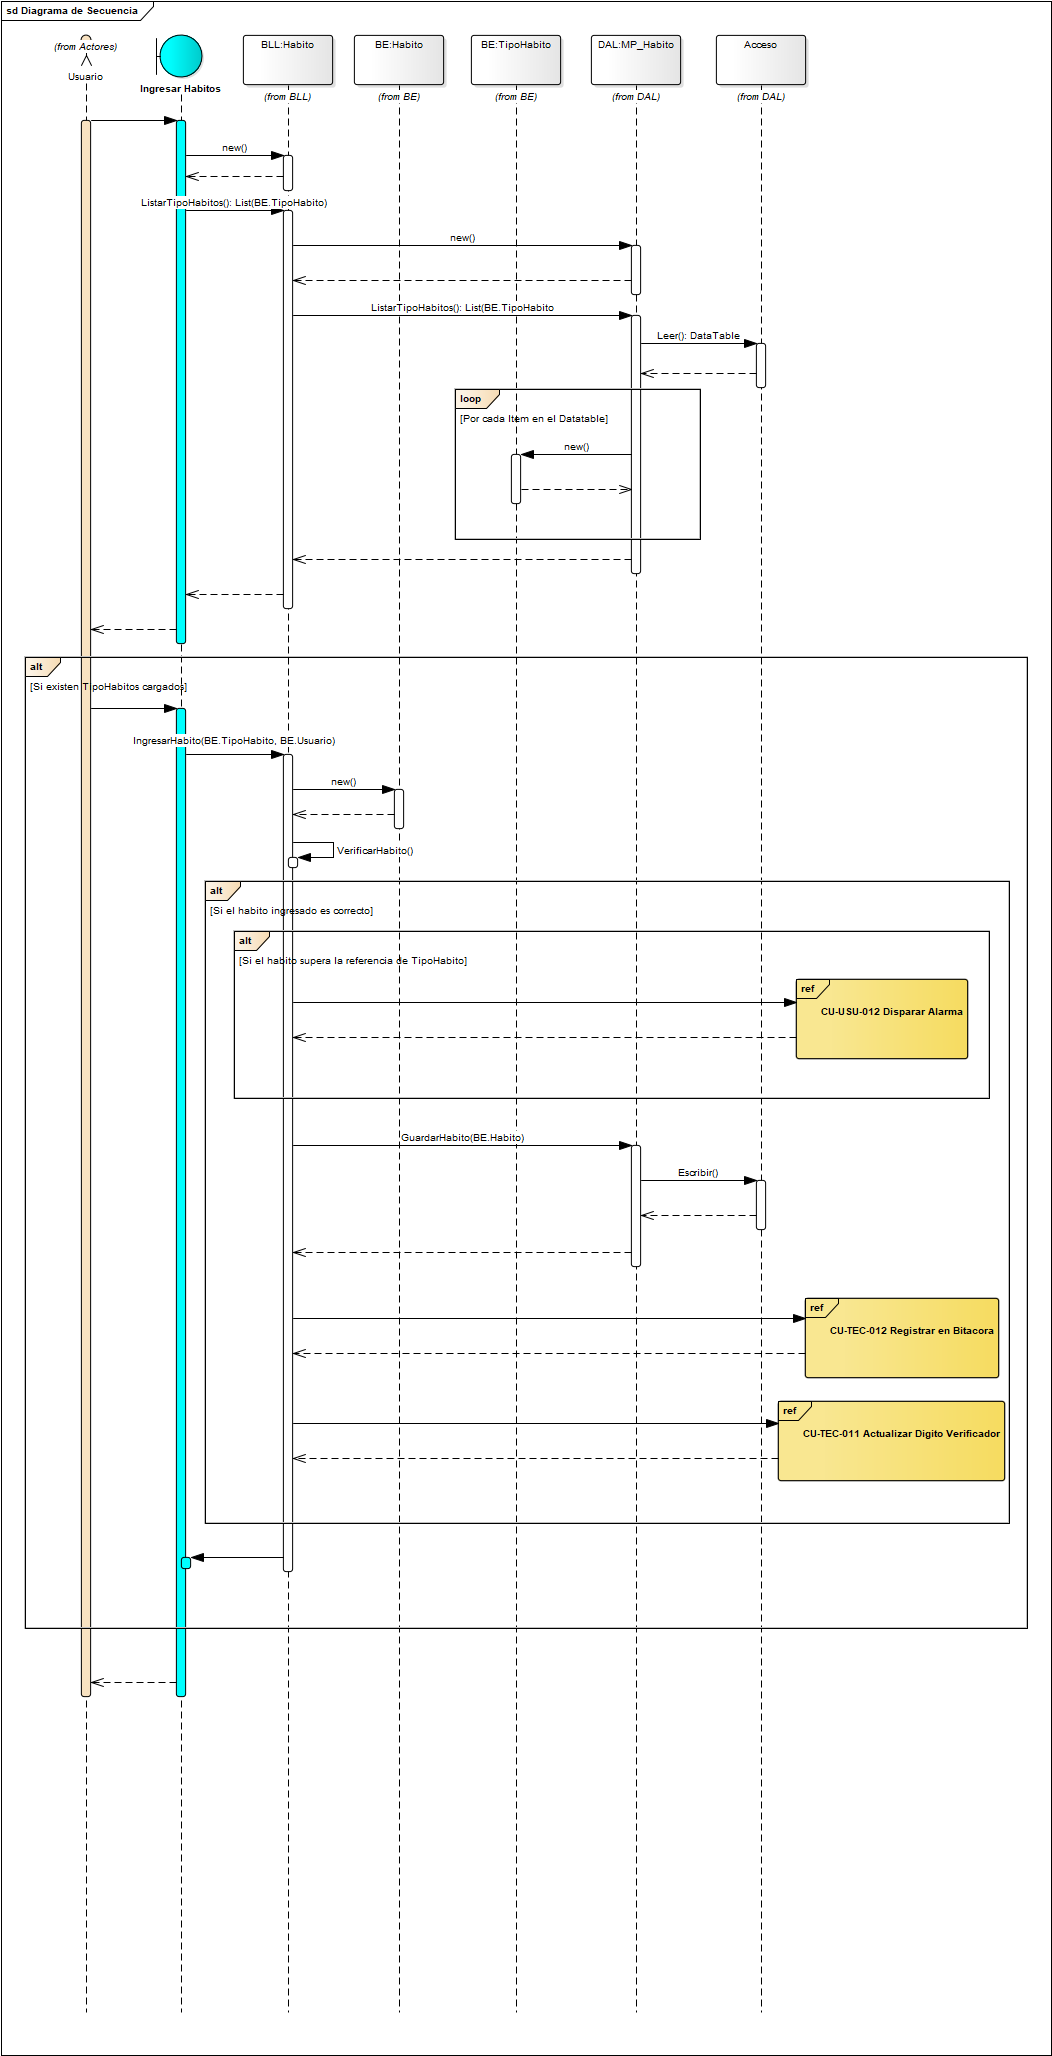 sd Diagrama de Secuencia
(from Actores)
Usuario
Ingresar Habitos
BLL:Habito
(from BLL)
BE:Habito
(from BE)
BE:TipoHabito
(from BE)
DAL:MP_Habito
(from DAL)
Acceso
(from DAL)
new()
ListarTipoHabitos(): List(BE.TipoHabito)
new()
ListarTipoHabitos(): List(BE.TipoHabito
Leer(): DataTable
loop
[Por cada Item en el Datatable]
new()
alt
[Si existen TipoHabitos cargados]
IngresarHabito(BE.TipoHabito, BE.Usuario)
new()
VerificarHabito()
alt
[Si el habito ingresado es correcto]
alt
[Si el habito supera la referencia de TipoHabito]
ref
CU-USU-012 Disparar Alarma
GuardarHabito(BE.Habito)
Escribir()
ref
CU-TEC-012 Registrar en Bitacora
ref
CU-TEC-011 Actualizar Digito Verificador